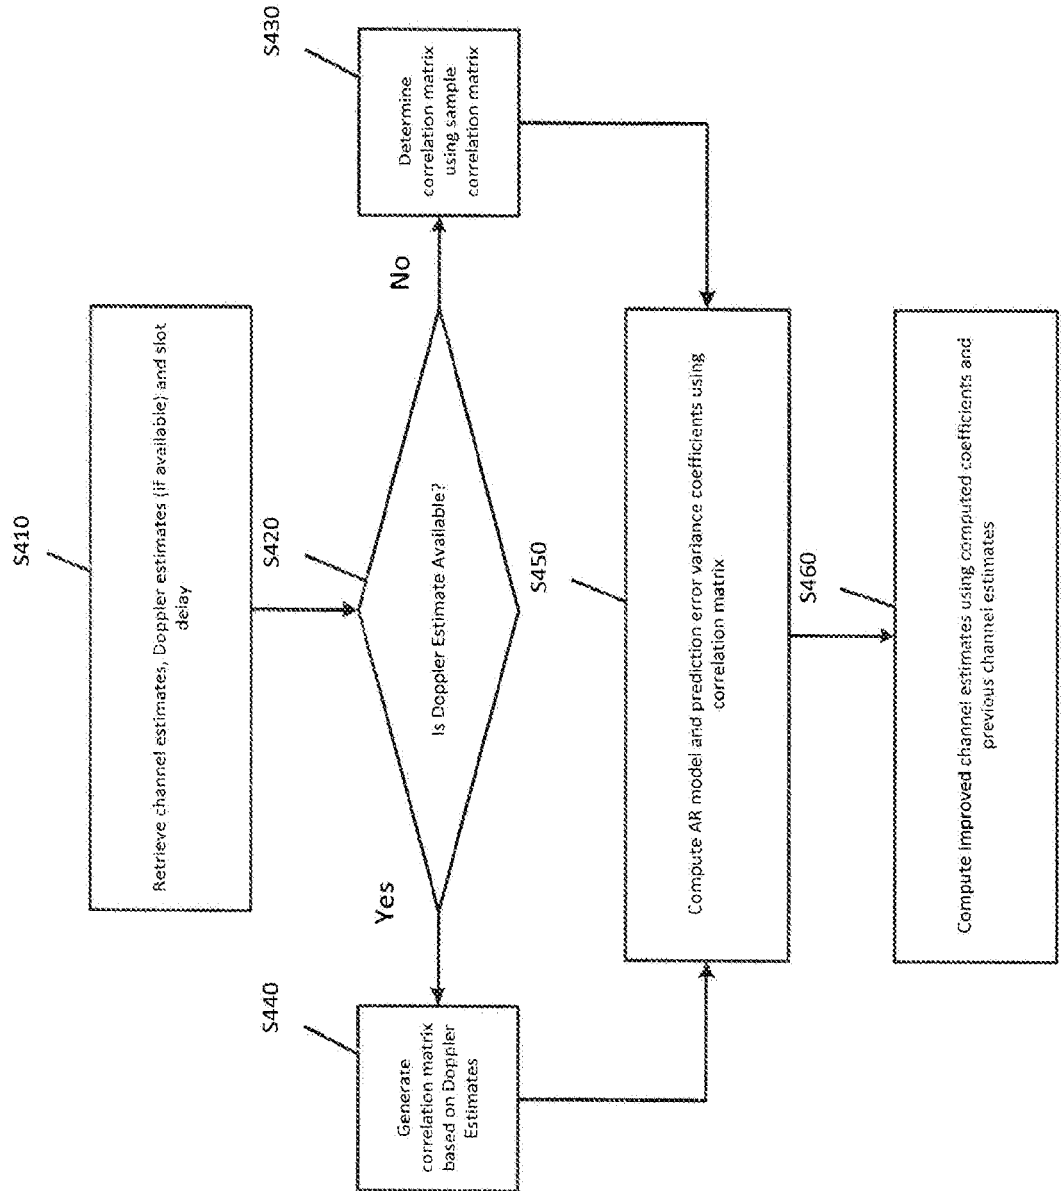 S410
Retrieve channel estimates, Doppler estimates (if available) and slot
delay
S420
Is Doppler Estimate Available?
Yes
No
S440
Generate
correlation matrix
based on Doppler
Estimates
S430
Determine
correlation matrix
using sample
correlation matrix
S450
Compute AR model and prediction error variance coefficients using
correlation matrix
S460
Compute improved channel estimates using computed coefficients and
previous channel estimates